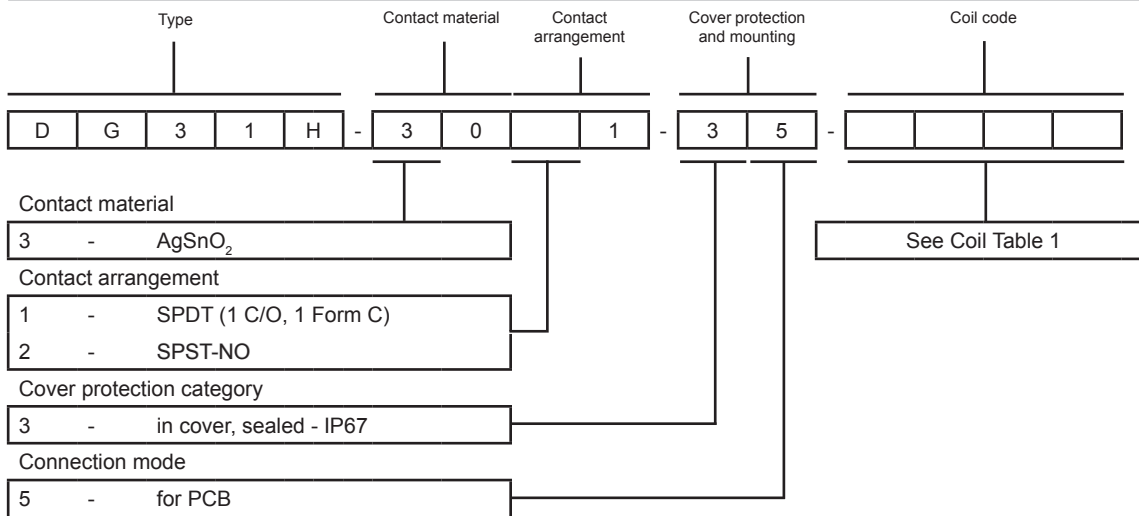 Type Contact material Contact arrangement Cover protection and mounting Coil code
D G 3 1 H - 3 0 1 - 3 5 -
Contact material
3 - AgSnO₂ See Coil Table 1
Contact arrangement
1 - SPDT (1 C/O, 1 Form C)
2 - SPST-NO
Cover protection category
3 - in cover, sealed - IP67
Connection mode
5 - for PCB